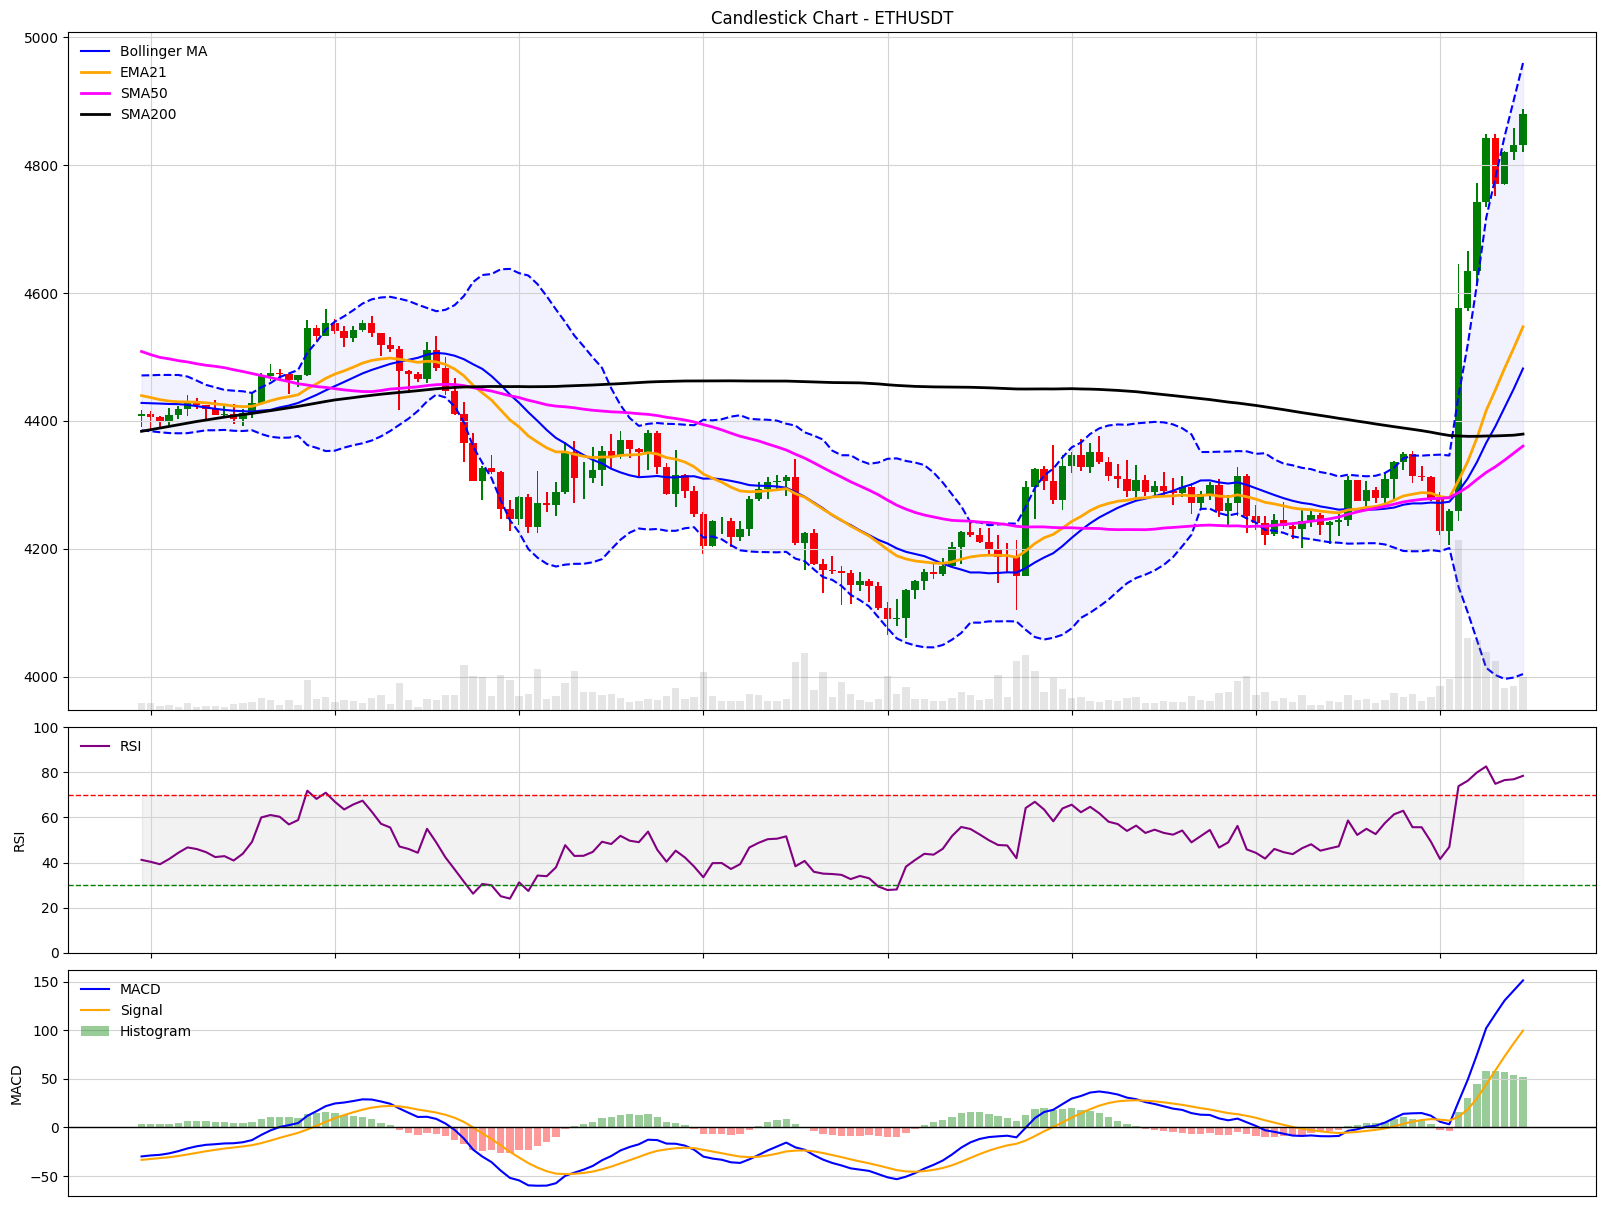 Candlestick Chart - ETHUSDT
5000
4800
4600
4400
4200
4000
Bollinger MA
EMA21
SMA50
SMA200
100
80
60
40
20
0
RSI
RSI
150
100
50
0
−50
MACD
MACD
Signal
Histogram